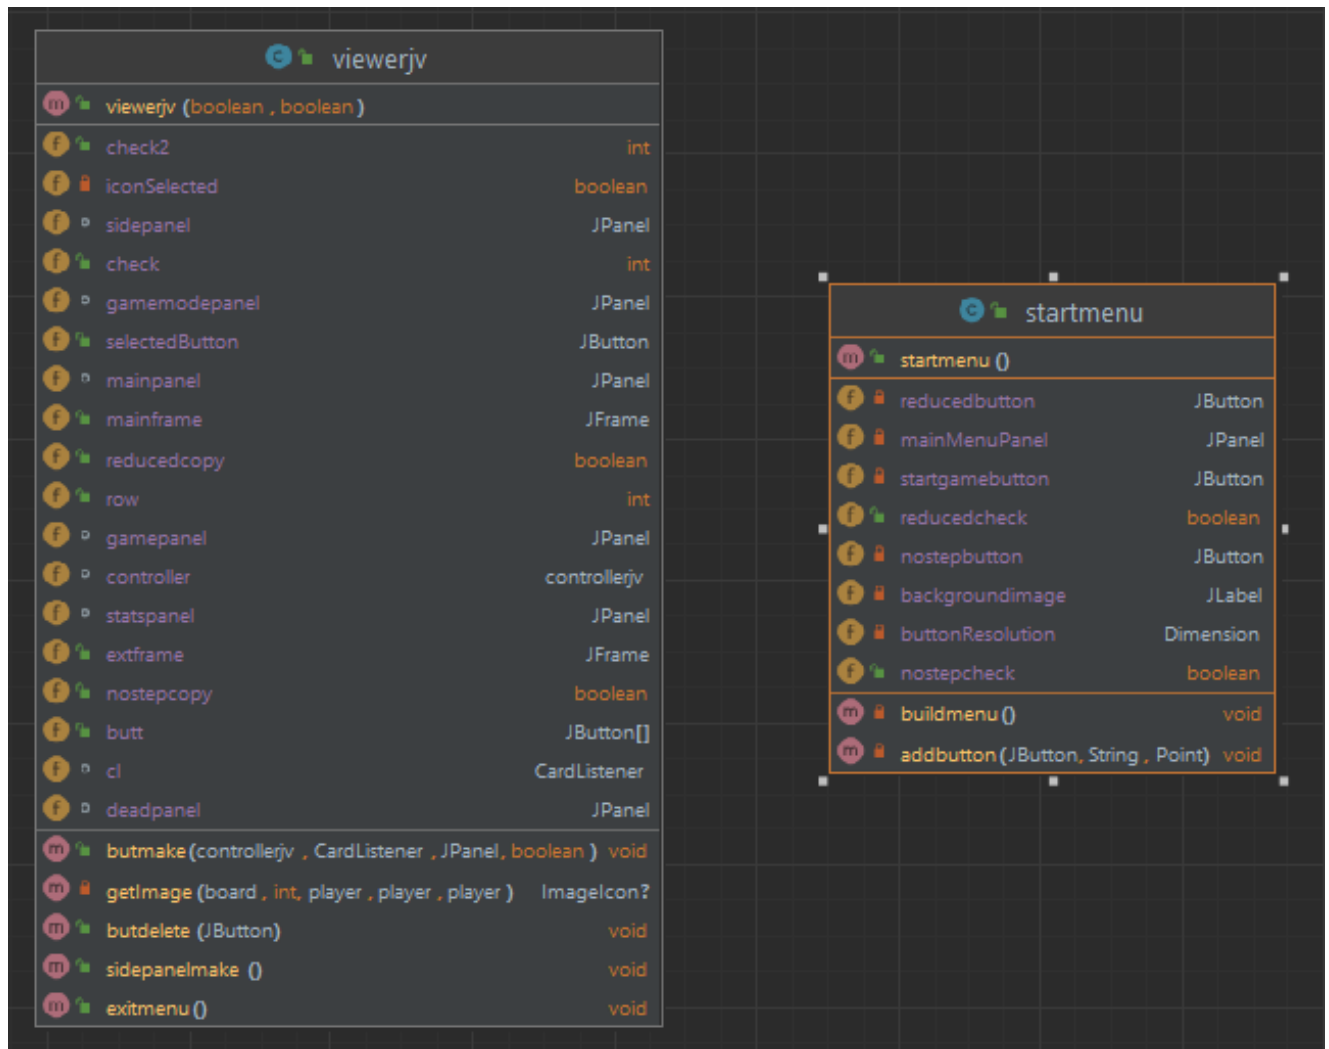 viewerjv
viewerjv (boolean , boolean )
check2 int
iconSelected boolean
sidepanel JPanel
check int
gamemodepanel JPanel
selectedButton JButton
mainpanel JPanel
mainframe JFrame
reducedcopy boolean
row int
gamepanel JPanel
controller controllerjv
statspanel JPanel
extframe JFrame
nostepcopy boolean
butt JButton[]
cl CardListener
deadpanel JPanel
butmake(controllerjv , CardListener , JPanel, boolean ) void
getImage (board , int, player , player , player ) ImageIcon?
butdelete (JButton) void
sidepanelmake () void
exitmenu() void
startmenu
startmenu ()
reducedbutton JButton
mainMenuPanel JPanel
startgamebutton JButton
reducedcheck boolean
nostepbutton JButton
backgroundimage JLabel
buttonResolution Dimension
nostepcheck boolean
buildmenu() void
addbutton(JButton, String , Point) void